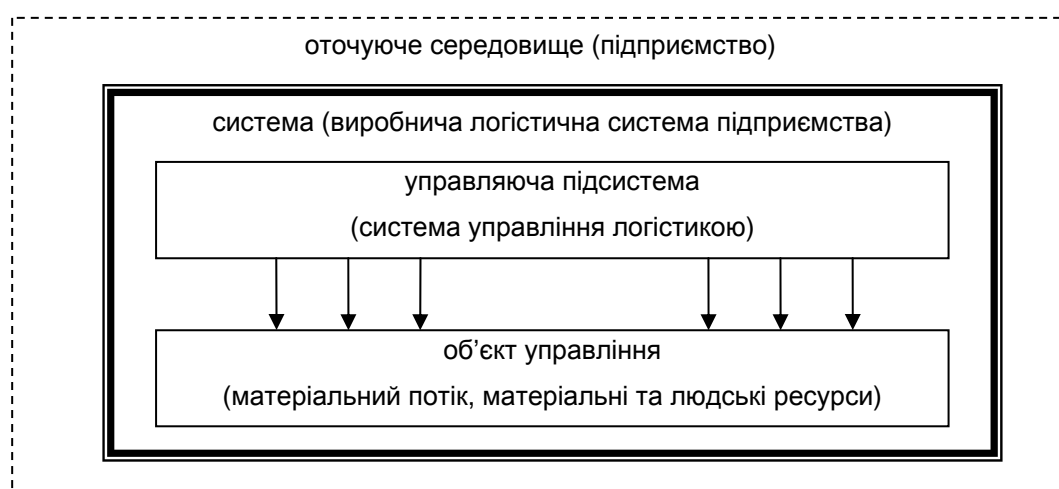 оточуюче середовище (підприємство)
система (виробнича логістична система підприємства)
управляюча підсистема
(система управління логістикою)
об’єкт управління
(матеріальний потік, матеріальні та людські ресурси)